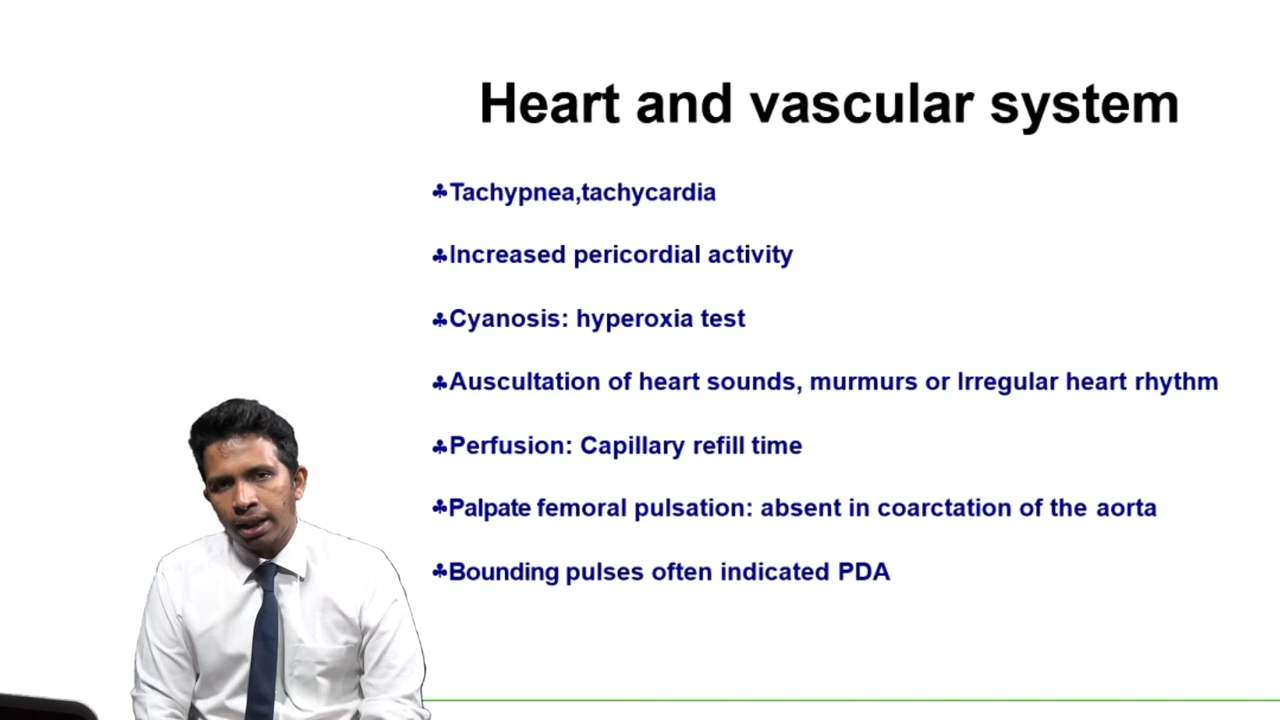 Heart and vascular system
♣Tachypnea,tachycardia
♣Increased pericordial activity
♣Cyanosis: hyperoxia test
♣Auscultation of heart sounds, murmurs or Irregular heart rhythm
♣Perfusion: Capillary refill time
♣Palpate femoral pulsation: absent in coarctation of the aorta
♣Bounding pulses often indicated PDA